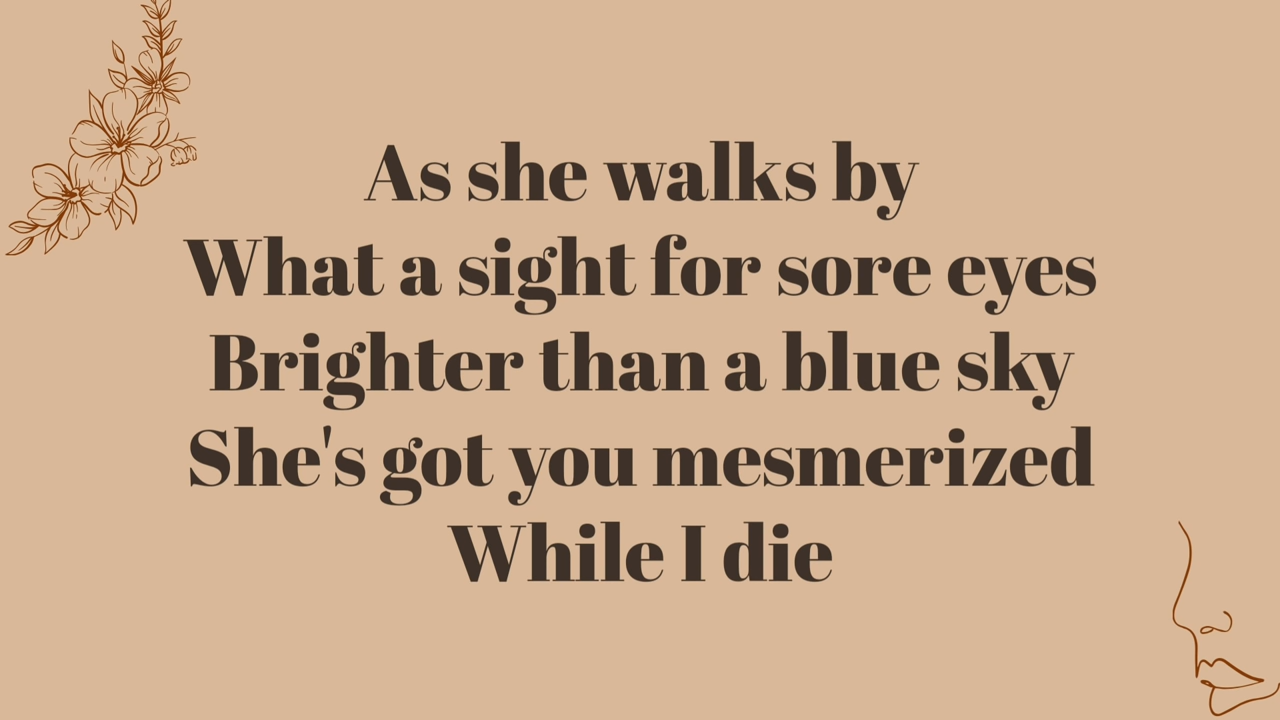 As she walks by
What a sight for sore eyes
Brighter than a blue sky
She's got you mesmerized
While I die